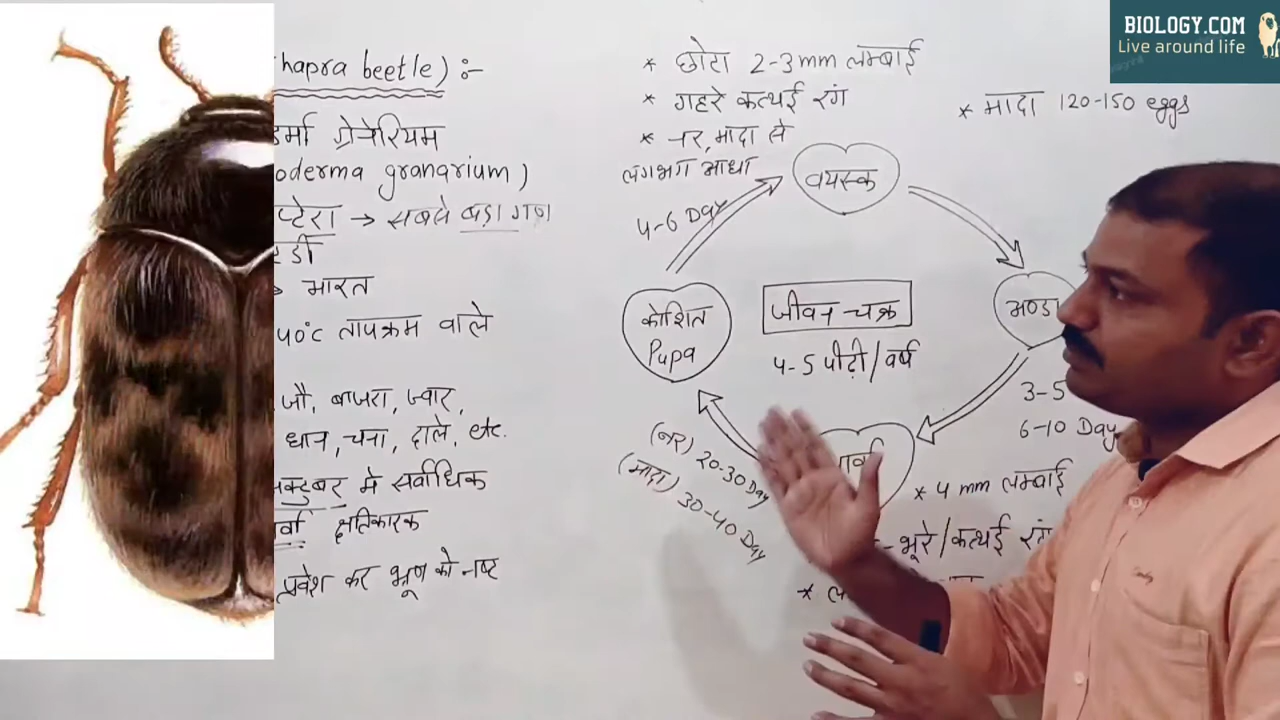 BIOLOGY.COM
Live around life
hapra beetle) :-
डर्मा ग्रेनेरियम
oderma granarium)
प्टेरा → सबसे बड़ा गण
भारत
40°c तापक्रम वाले
जौ, बाजरा, ज्वार,
धान, चना, दाले, etc.
क्टुबर मे सर्वाधिक
र्वा क्षतिकारक
प्रवेश कर भ्रूण को नष्ट
* छोटा 2-3mm लम्बाई
* गहरे कत्थई रंग
* नर, मादा से
लगभग आधा
* मादा 120-150 eggs
वयस्क
4-6 Day
अण्डा
कोशित
Pupa
जीवन-चक्र
4-5 पीढ़ी/वर्ष
3-5
6-10 Day
(नर) 20-30 Day
(मादा) 30-40 Day
* 4 mm लम्बाई
भूरे/कत्थई रंग